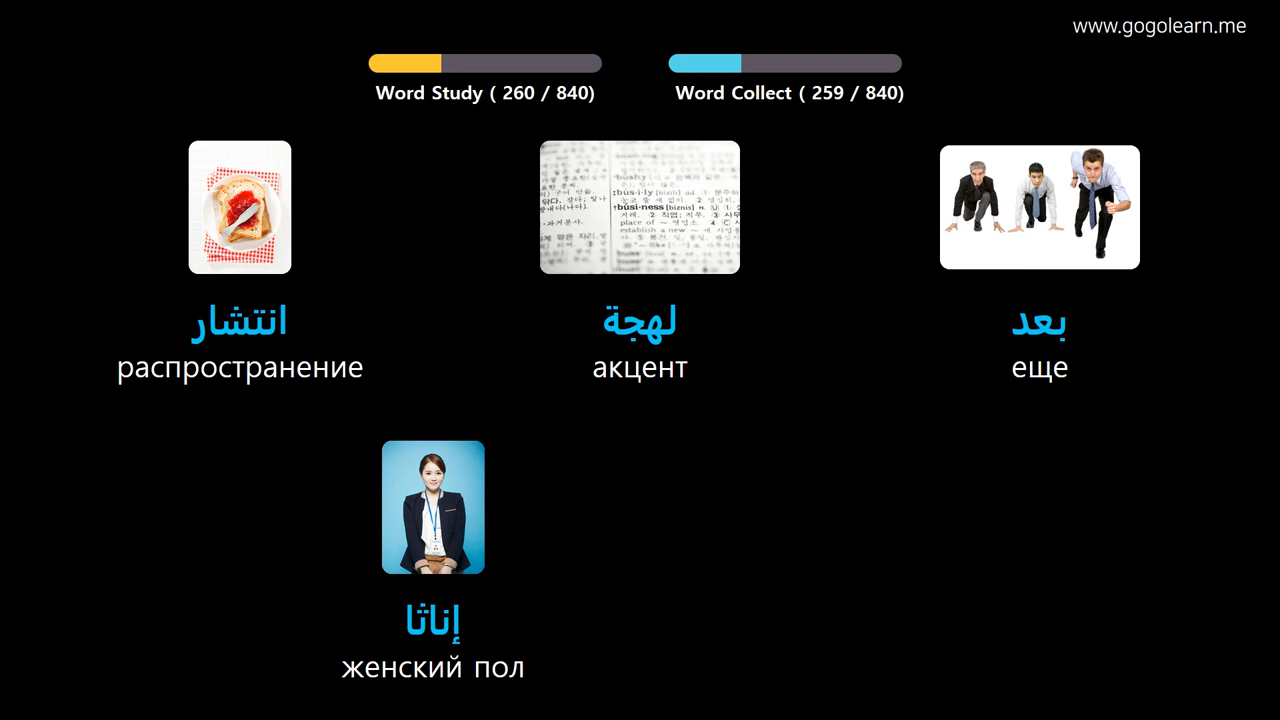 www.gogolearn.me
Word Study ( 260 / 840)
Word Collect ( 259 / 840)
انتشار
распространение
لهجة
акцент
بعد
еще
إناثا
женский пол